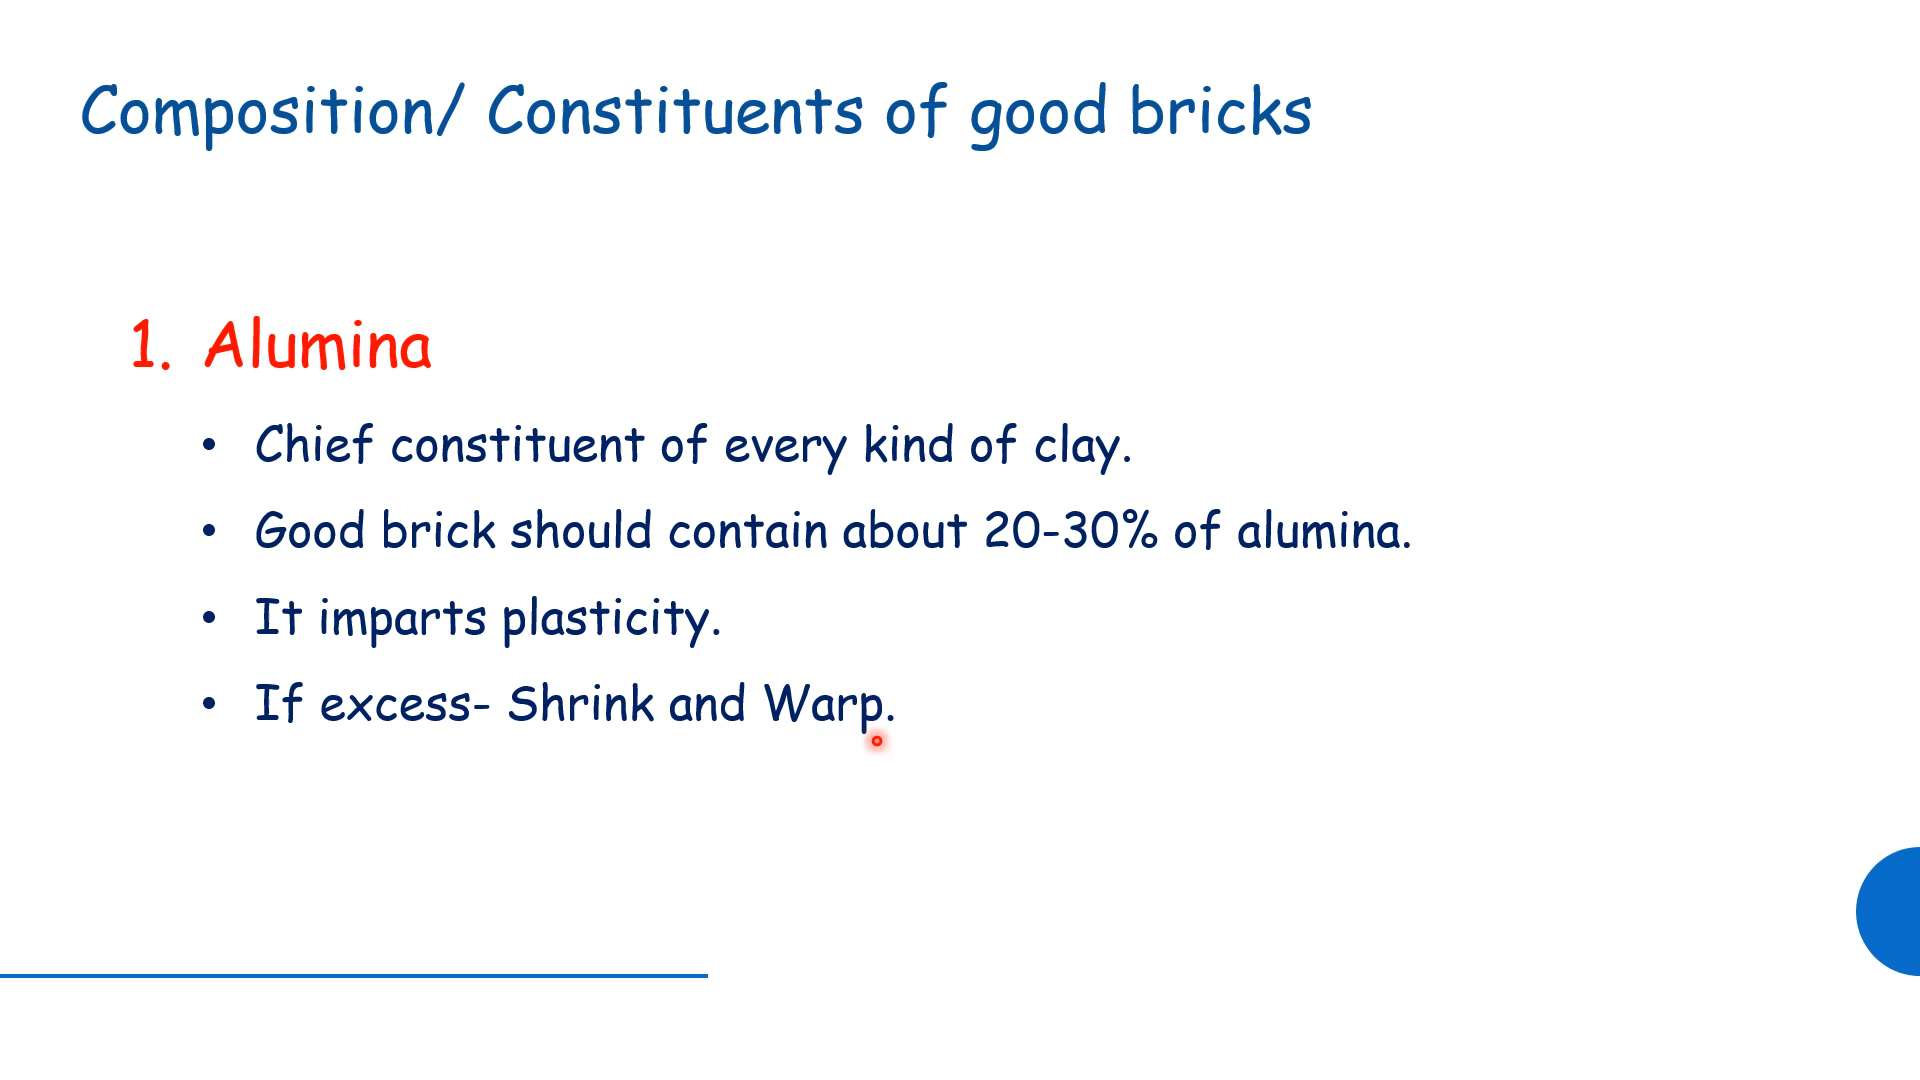 Composition/ Constituents of good bricks
1. Alumina
• Chief constituent of every kind of clay.
• Good brick should contain about 20-30% of alumina.
• It imparts plasticity.
• If excess- Shrink and Warp.